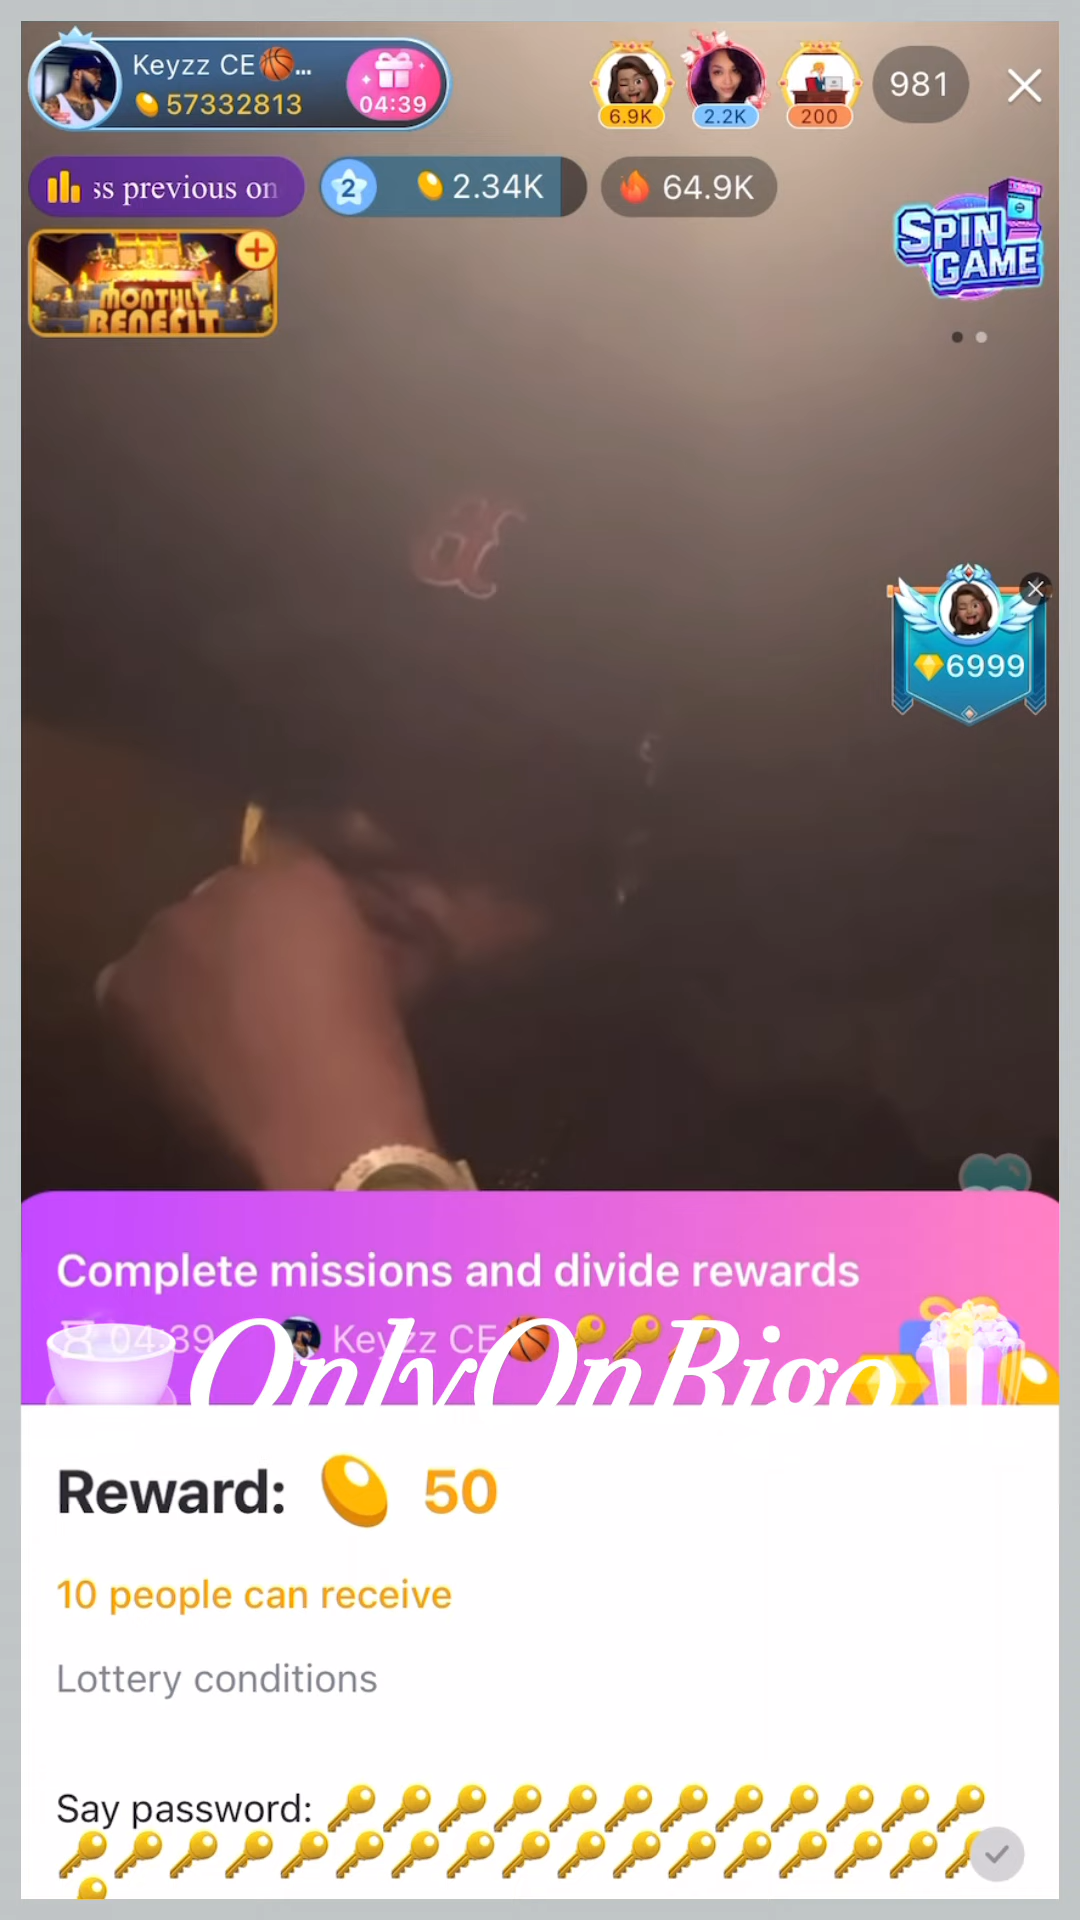 Keyzz CE🏀...
57332813
04:39
6.9K
2.2K
200
981
ss previous on
2
2.34K
64.9K
SPIN
GAME
MONTHLY
BENEFIT
6999
Complete missions and divide rewards
04:39 Keyzz CE🏀🔑🔑🔑
OnlyOnBigo
Reward: 50
10 people can receive
Lottery conditions
Say password: 🔑🔑🔑🔑🔑🔑🔑🔑🔑🔑🔑🔑
🔑🔑🔑🔑🔑🔑🔑🔑🔑🔑🔑🔑🔑🔑🔑🔑🔑
🔑